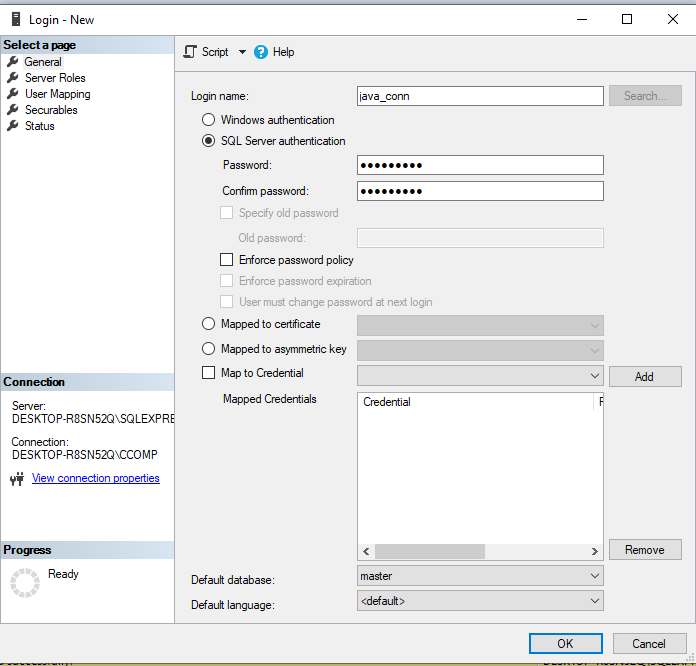 Login - New
Select a page
General
Server Roles
User Mapping
Securables
Status
Script
Help
Login name:
java_conn
Search...
Windows authentication
SQL Server authentication
Password:
●●●●●●●●●
Confirm password:
●●●●●●●●●
Specify old password
Old password:
Enforce password policy
Enforce password expiration
User must change password at next login
Mapped to certificate
Mapped to asymmetric key
Map to Credential
Add
Mapped Credentials
Credential
Remove
Default database:
master
Default language:
<default>
Connection
Server:
DESKTOP-R8SN52Q\SQLEXPRE
Connection:
DESKTOP-R8SN52Q\CCOMP
View connection properties
Progress
Ready
OK
Cancel